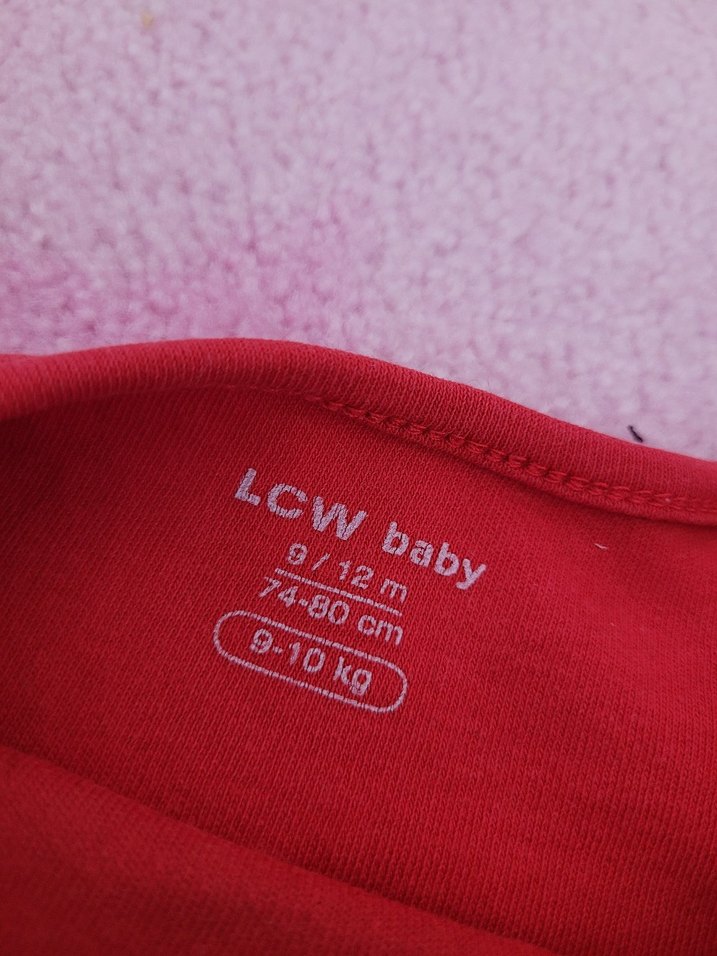 LCW baby
9 / 12 m
74-80 cm
9-10 kg